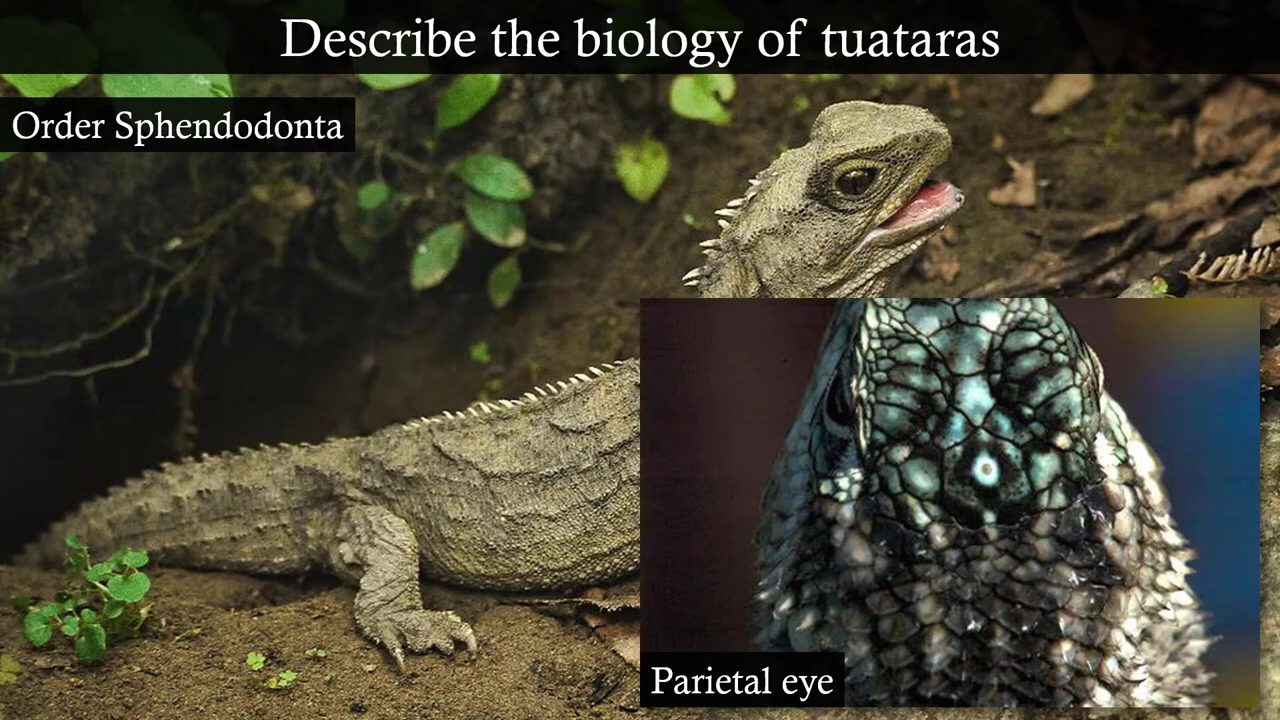 Describe the biology of tuataras
Order Sphendodonta
Parietal eye